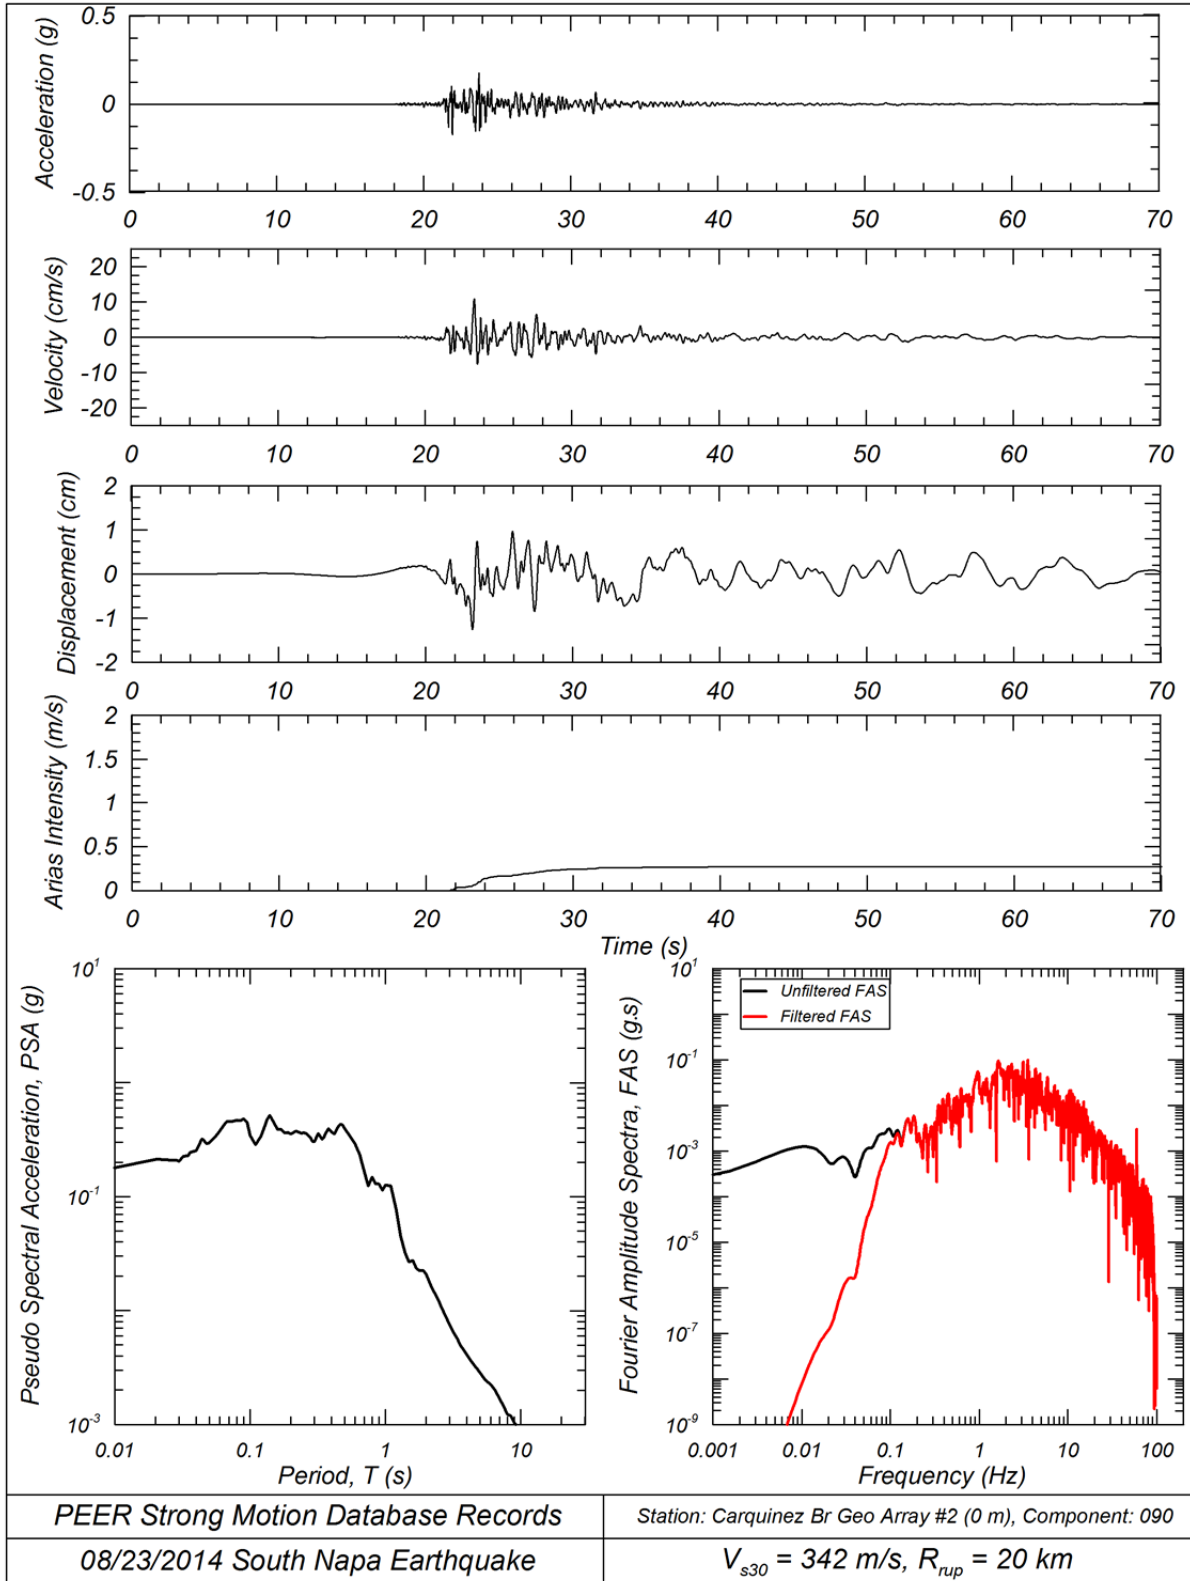 Acceleration (g)
0.5
0
-0.5
0 10 20 30 40 50 60 70
Velocity (cm/s)
20
10
0
-10
-20
0 10 20 30 40 50 60 70
Displacement (cm)
2
1
0
-1
-2
0 10 20 30 40 50 60 70
Arias Intensity (m/s)
2
1.5
1
0.5
0
0 10 20 30 40 50 60 70
Time (s)
Pseudo Spectral Acceleration, PSA (g)
10^1
10^-1
10^-3
0.01 0.1 1 10
Period, T (s)
Fourier Amplitude Spectra, FAS (g.s)
10^1
10^-1
10^-3
10^-5
10^-7
10^-9
Unfiltered FAS
Filtered FAS
0.001 0.01 0.1 1 10 100
Frequency (Hz)
PEER Strong Motion Database Records
Station: Carquinez Br Geo Array #2 (0 m), Component: 090
08/23/2014 South Napa Earthquake
V_s30 = 342 m/s, R_rup = 20 km